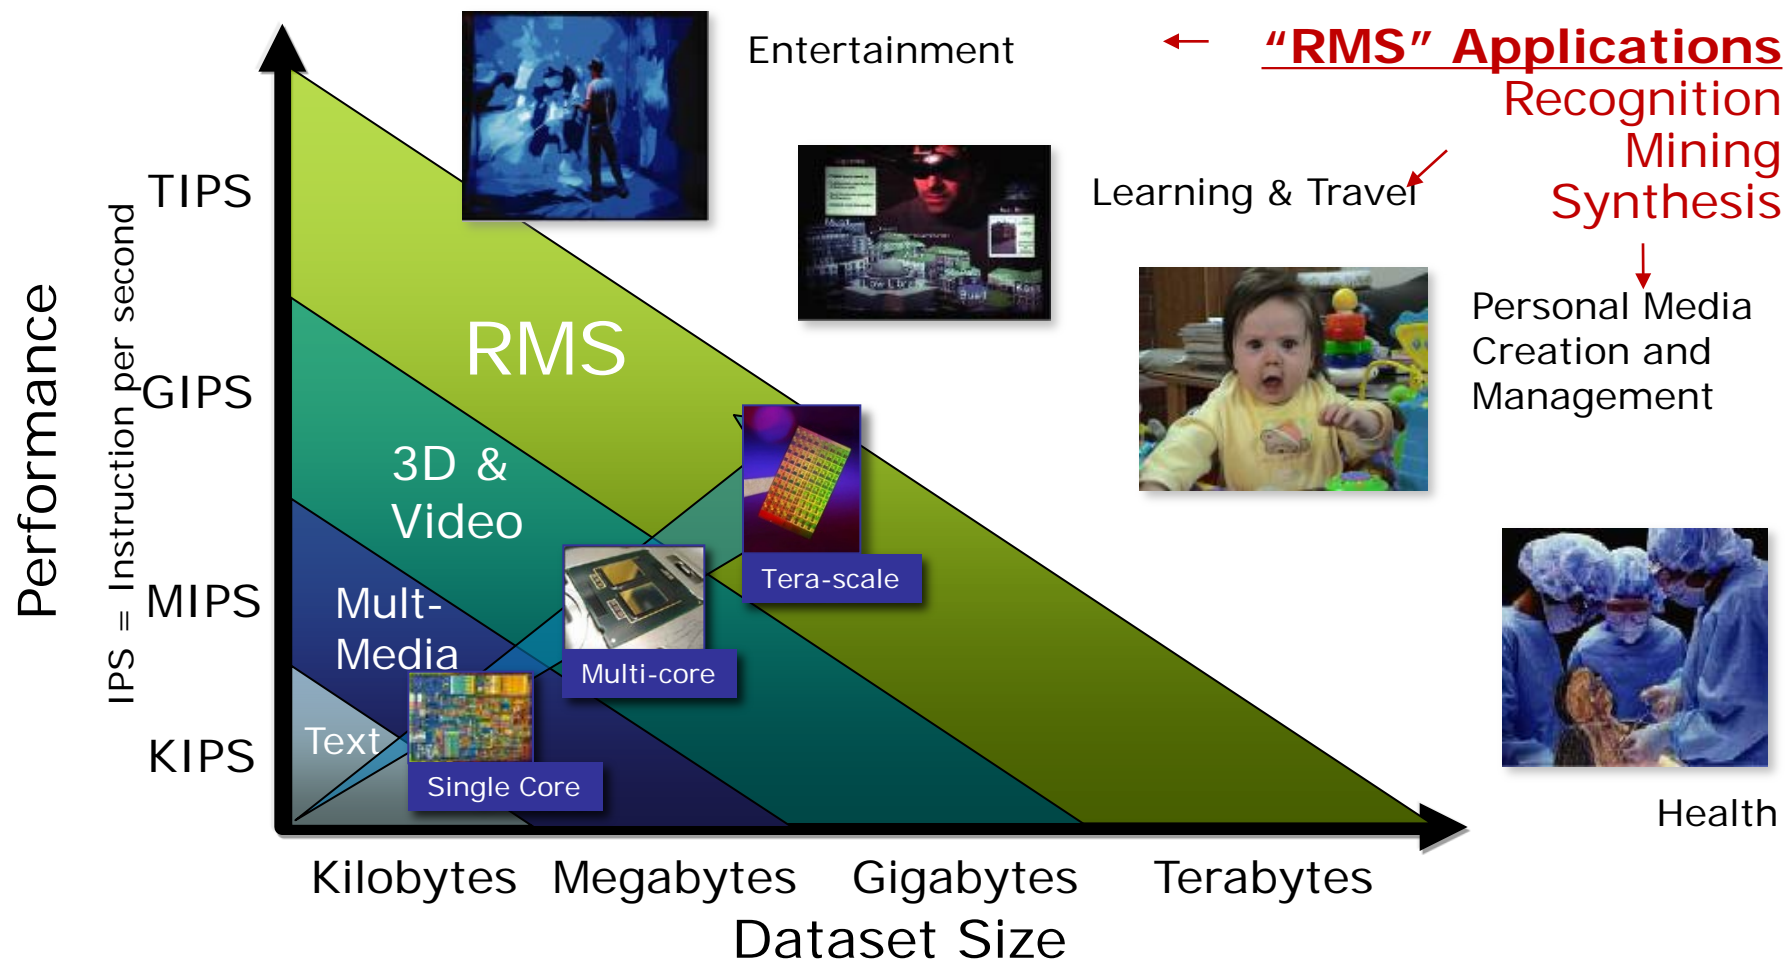 Entertainment
“RMS” Applications
Recognition
Mining
Synthesis
Learning & Travel
Personal Media
Creation and
Management
Health
Performance
IPS = Instruction per second
TIPS
GIPS
MIPS
KIPS
RMS
3D &
Video
Mult-
Media
Text
Tera-scale
Multi-core
Single Core
Kilobytes
Megabytes
Gigabytes
Terabytes
Dataset Size